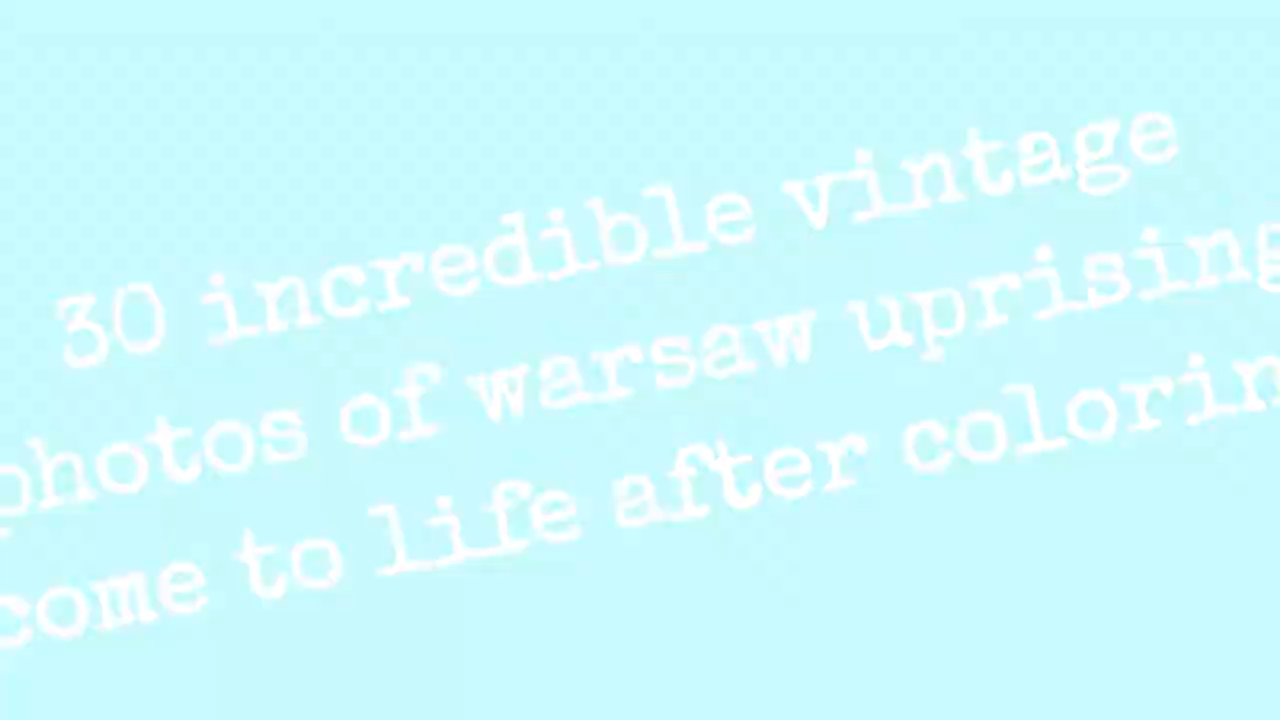 30 incredible vintage
photos of warsaw uprising
come to life after colorin